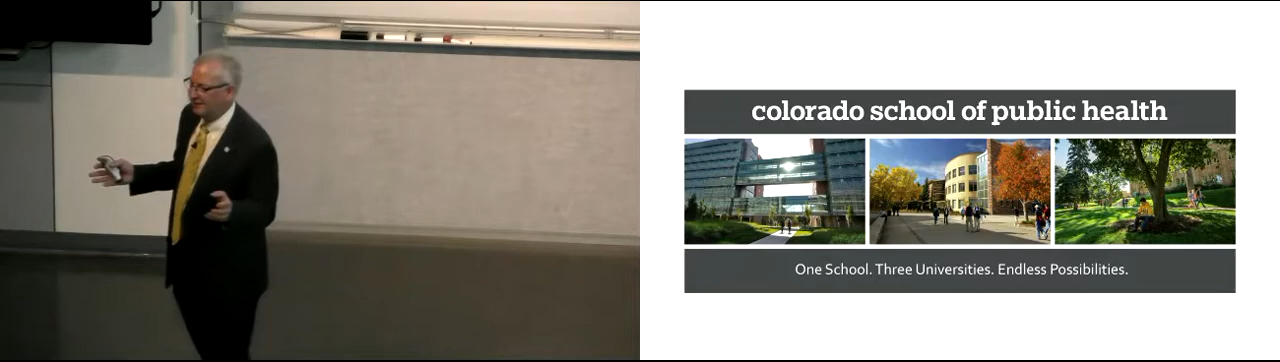 colorado school of public health
One School. Three Universities. Endless Possibilities.